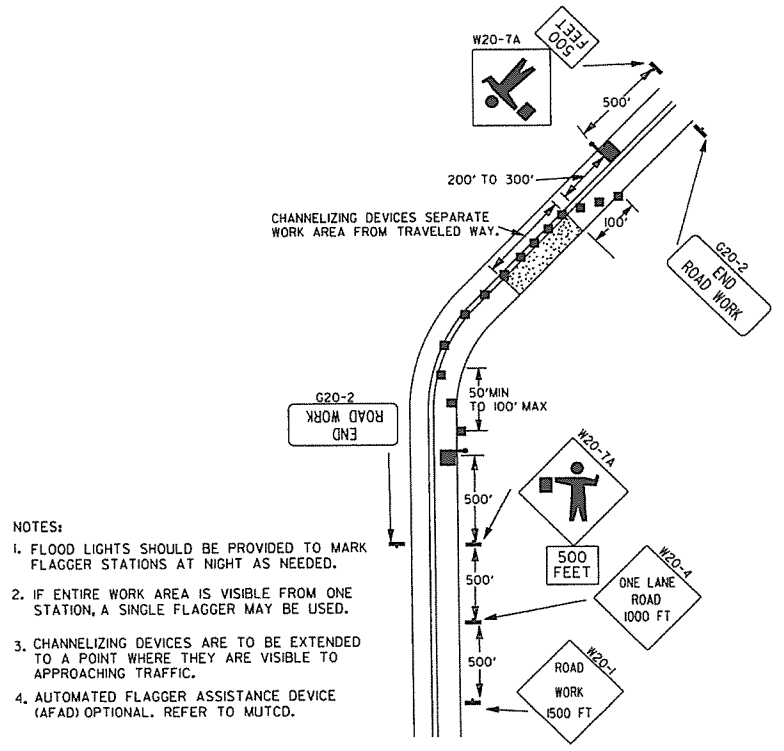 W20-7A
500
FEET
500'
200' TO 300'
CHANNELIZING DEVICES SEPARATE
WORK AREA FROM TRAVELED WAY.
100'
G20-2
END
ROAD WORK
G20-2
END
ROAD WORK
50'MIN
TO 100' MAX
W20-7A
500'
500
FEET
500'
W20-4
ONE LANE
ROAD
1000 FT
500'
W20-1
ROAD
WORK
1500 FT
NOTES:
1. FLOOD LIGHTS SHOULD BE PROVIDED TO MARK
FLAGGER STATIONS AT NIGHT AS NEEDED.
2. IF ENTIRE WORK AREA IS VISIBLE FROM ONE
STATION, A SINGLE FLAGGER MAY BE USED.
3. CHANNELIZING DEVICES ARE TO BE EXTENDED
TO A POINT WHERE THEY ARE VISIBLE TO
APPROACHING TRAFFIC.
4. AUTOMATED FLAGGER ASSISTANCE DEVICE
(AFAD) OPTIONAL. REFER TO MUTCD.